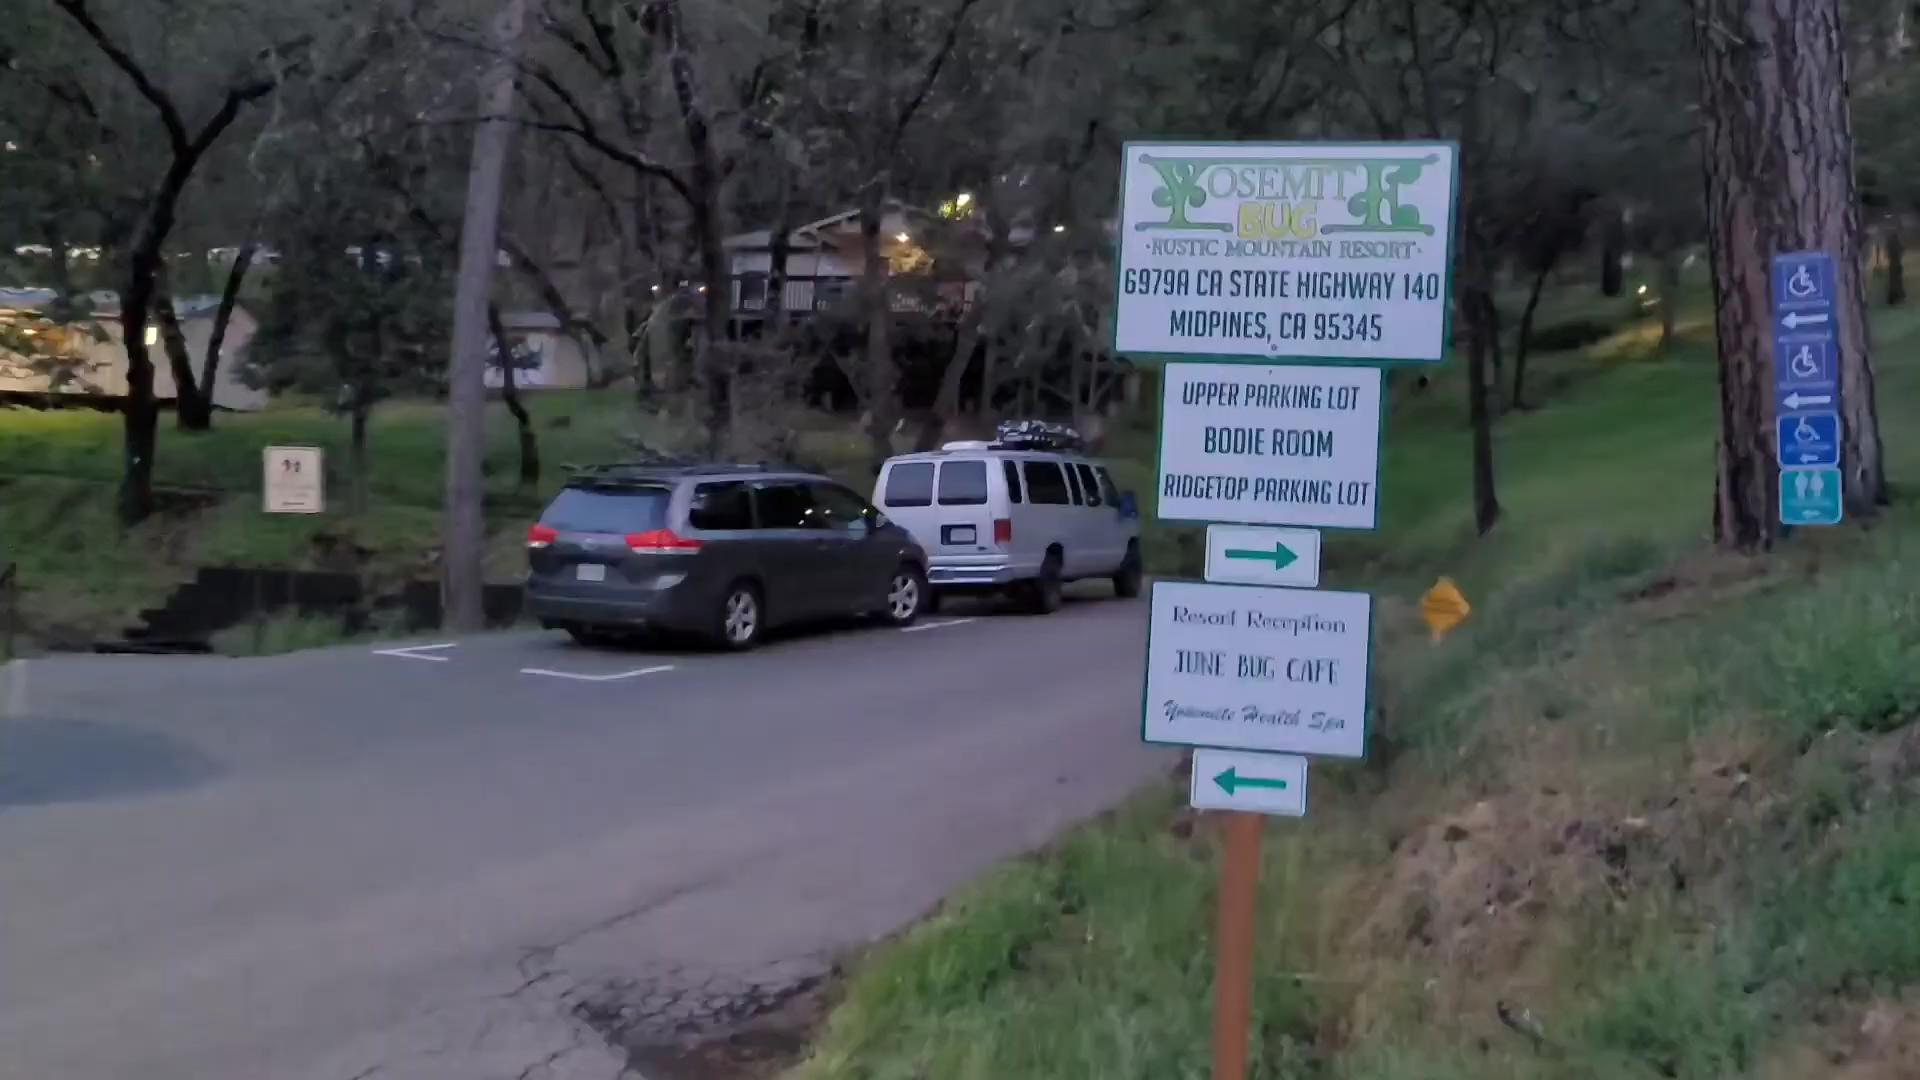 YOSEMITE
BUG
·RUSTIC MOUNTAIN RESORT·
6979A CA STATE HIGHWAY 140
MIDPINES, CA 95345
UPPER PARKING LOT
BODIE ROOM
RIDGETOP PARKING LOT
Resort Reception
JUNE BUG CAFE
Yosemite Health Spa